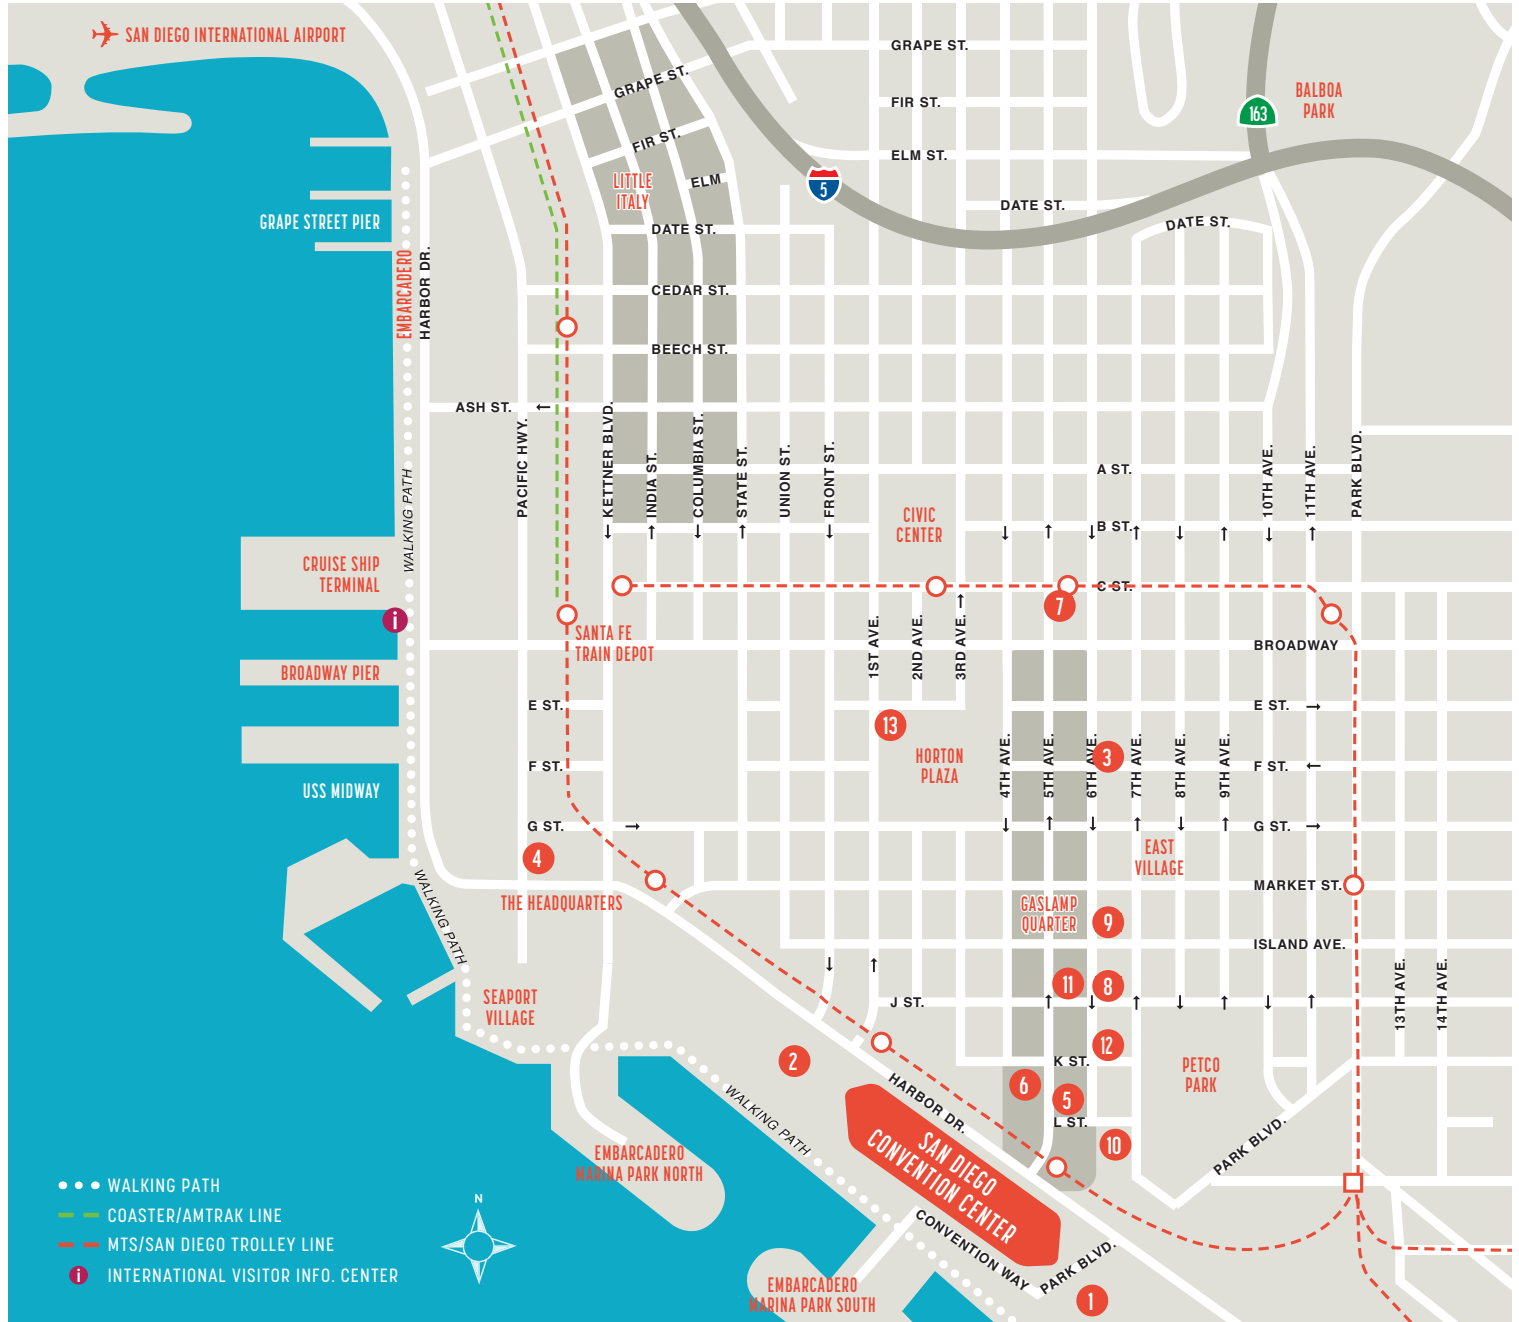 SAN DIEGO INTERNATIONAL AIRPORT
GRAPE ST.
GRAPE ST.
FIR ST.
FIR ST.
ELM ST.
ELM
163
BALBOA
PARK
5
LITTLE
ITALY
DATE ST.
DATE ST.
DATE ST.
GRAPE STREET PIER
EMBARCADERO
HARBOR DR.
CEDAR ST.
BEECH ST.
ASH ST.
PACIFIC HWY.
KETTNER BLVD.
INDIA ST.
COLUMBIA ST.
STATE ST.
UNION ST.
FRONT ST.
A ST.
10TH AVE.
11TH AVE.
PARK BLVD.
WALKING PATH
CIVIC
CENTER
B ST.
CRUISE SHIP
TERMINAL
i
C ST.
7
SANTA FE
TRAIN DEPOT
1ST AVE.
2ND AVE.
3RD AVE.
BROADWAY
BROADWAY PIER
E ST.
E ST.
13
HORTON
PLAZA
4TH AVE.
5TH AVE.
6TH AVE.
3
7TH AVE.
8TH AVE.
9TH AVE.
F ST.
F ST.
USS MIDWAY
G ST.
G ST.
4
EAST
VILLAGE
THE HEADQUARTERS
MARKET ST.
GASLAMP
QUARTER
9
WALKING PATH
ISLAND AVE.
11
8
SEAPORT
VILLAGE
J ST.
13TH AVE.
14TH AVE.
12
2
K ST.
PETCO
PARK
6
5
HARBOR DR.
WALKING PATH
L ST.
10
PARK BLVD.
SAN DIEGO
CONVENTION CENTER
EMBARCADERO
MARINA PARK NORTH
CONVENTION WAY
PARK BLVD.
1
EMBARCADERO
MARINA PARK SOUTH
N
WALKING PATH
COASTER/AMTRAK LINE
MTS/SAN DIEGO TROLLEY LINE
i INTERNATIONAL VISITOR INFO. CENTER